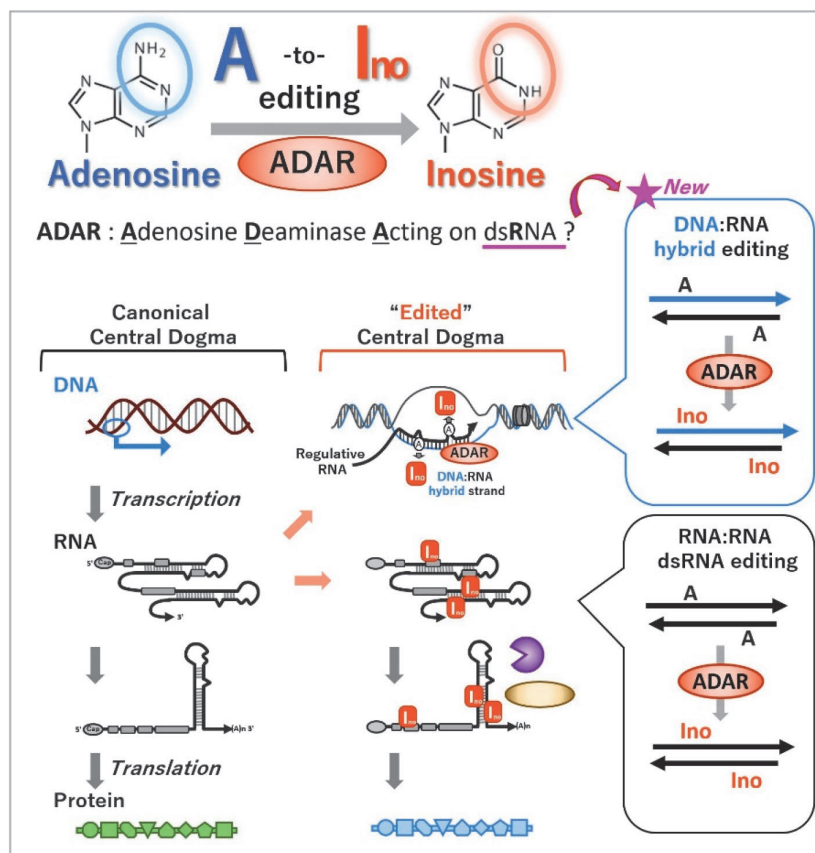 NH₂
N
N
N
N
Adenosine
A -to- Ino
editing
ADAR
O
N
NH
N
N
Inosine
New
ADAR : Adenosine Deaminase Acting on dsRNA ?
DNA:RNA
hybrid editing
A
A
ADAR
Ino
Ino
Canonical
Central Dogma
DNA
Transcription
RNA
5'
Cap
3'
5'
Cap
(A)n 3'
Translation
Protein
"Edited"
Central Dogma
Ino
A
A
Regulative
RNA
Ino
ADAR
DNA:RNA
hybrid strand
Ino
Ino
Ino
Ino
Ino
Ino
(A)n
RNA:RNA
dsRNA editing
A
A
ADAR
Ino
Ino